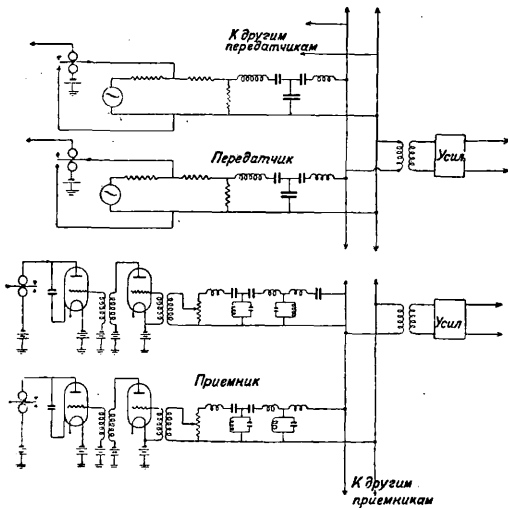 К другим
передатчикам
Передатчик
Усил.
Усил.
Приемник
К другим
приемникам